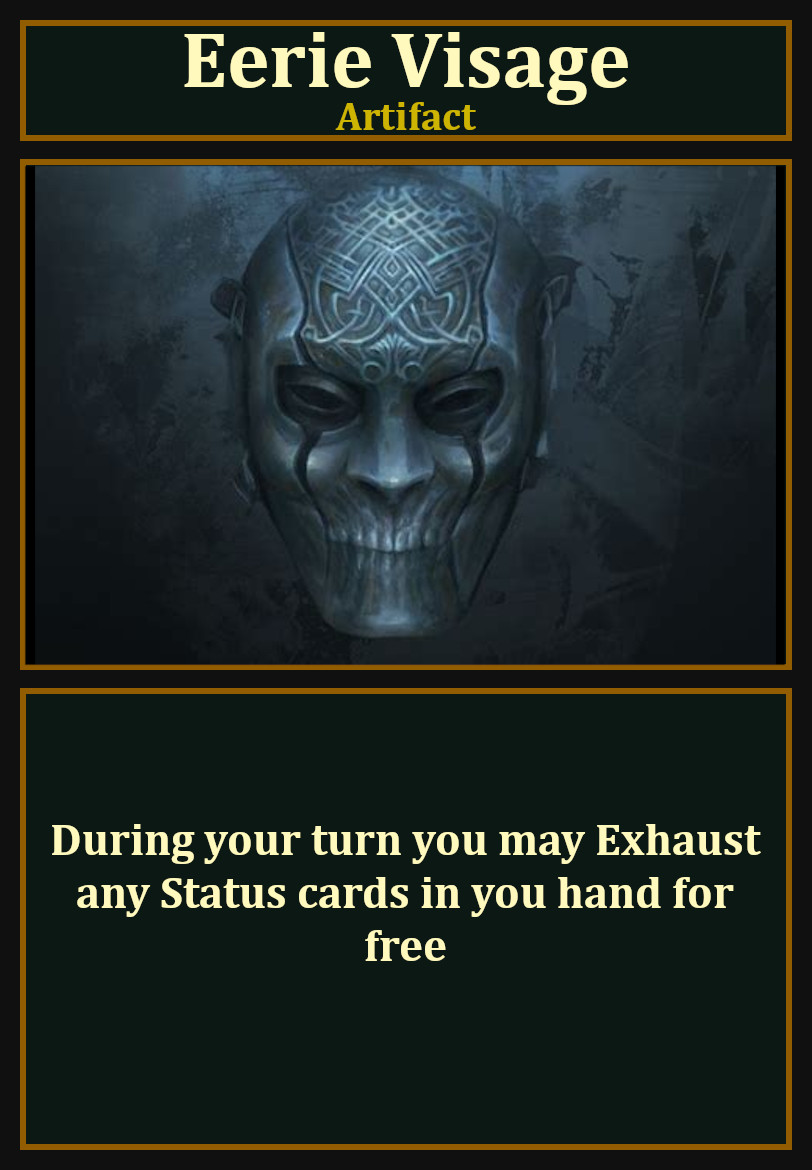 Eerie Visage
Artifact
During your turn you may Exhaust
any Status cards in you hand for
free